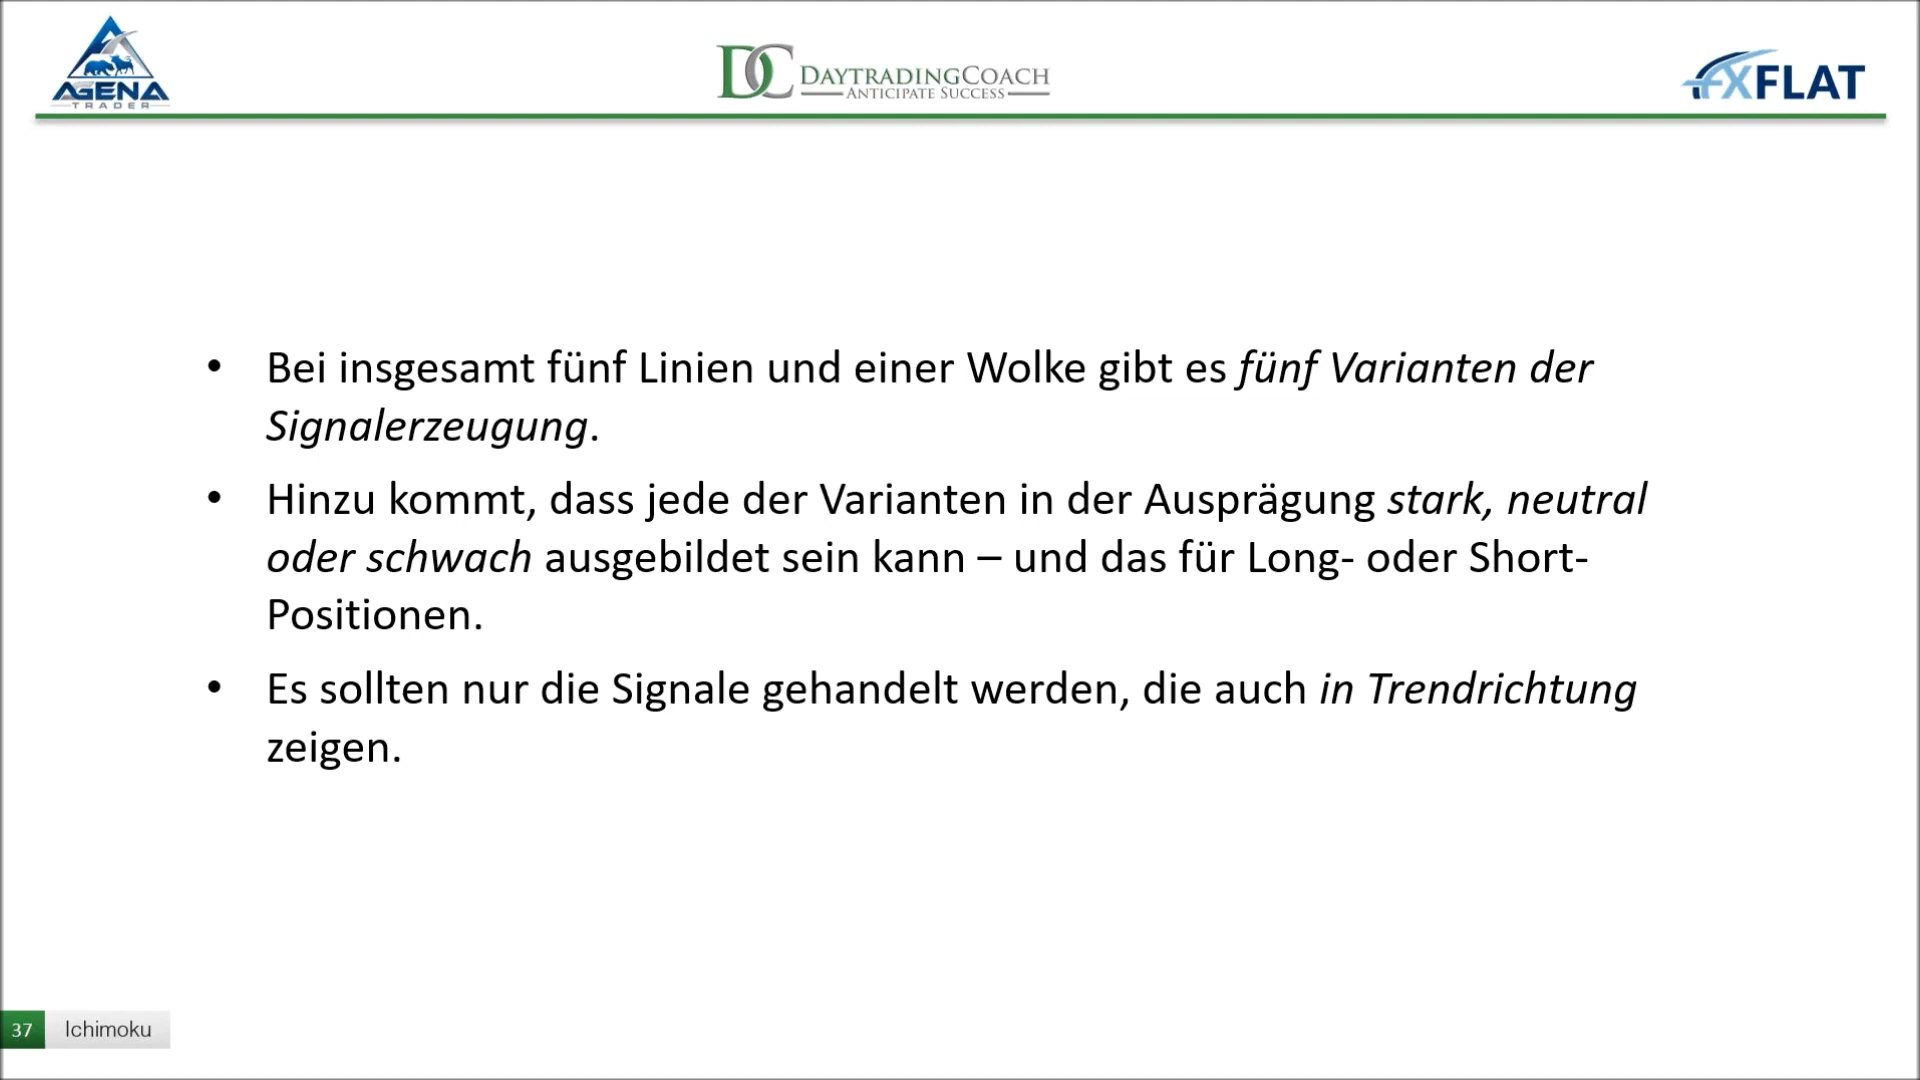 AGENA
TRADER
DC DAYTRADINGCOACH
ANTICIPATE SUCCESS
FXFLAT
• Bei insgesamt fünf Linien und einer Wolke gibt es fünf Varianten der
Signalerzeugung.
• Hinzu kommt, dass jede der Varianten in der Ausprägung stark, neutral
oder schwach ausgebildet sein kann – und das für Long- oder Short-
Positionen.
• Es sollten nur die Signale gehandelt werden, die auch in Trendrichtung
zeigen.
37 Ichimoku